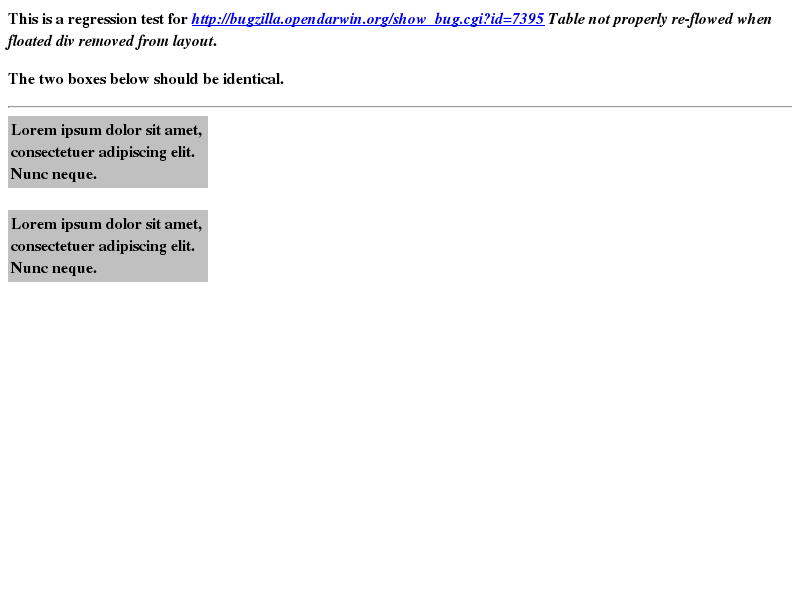 This is a regression test for http://bugzilla.opendarwin.org/show_bug.cgi?id=7395 Table not properly re-flowed when
floated div removed from layout.
The two boxes below should be identical.
Lorem ipsum dolor sit amet,
consectetuer adipiscing elit.
Nunc neque.
Lorem ipsum dolor sit amet,
consectetuer adipiscing elit.
Nunc neque.